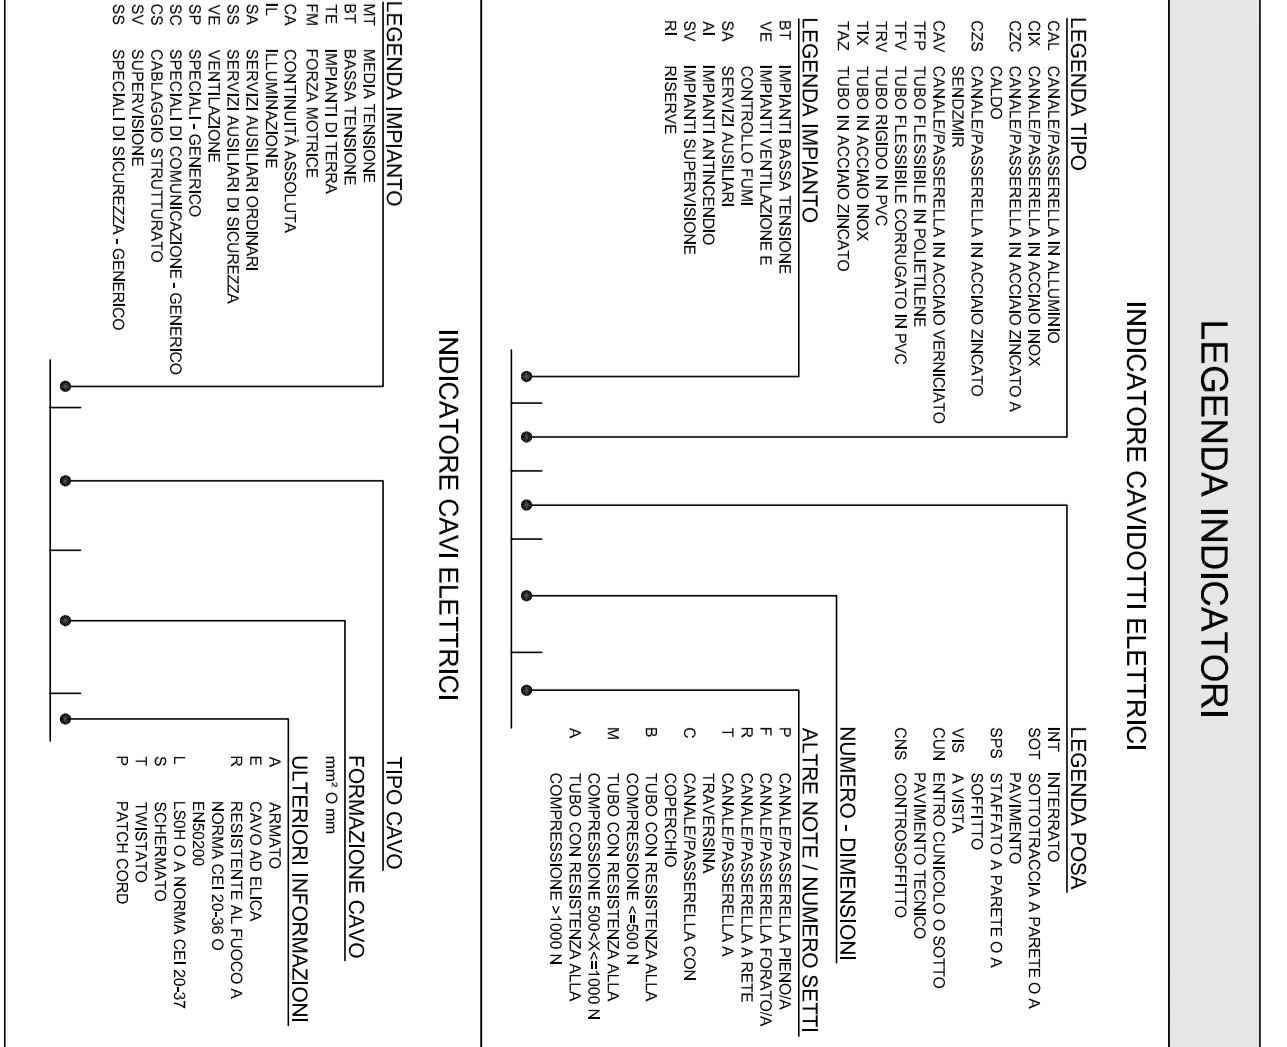 LEGENDA INDICATORI
INDICATORE CAVIDOTTI ELETTRICI
LEGENDA TIPO
CAL CANALE/PASSERELLA IN ALLUMINIO
CIX CANALE/PASSERELLA IN ACCIAIO INOX
CZC CANALE/PASSERELLA IN ACCIAIO ZINCATO A
CALDO
CZS CANALE/PASSERELLA IN ACCIAIO ZINCATO
SENDZMIR
CAV CANALE/PASSERELLA IN ACCIAIO VERNICIATO
TFP TUBO FLESSIBILE IN POLIETILENE
TFV TUBO FLESSIBILE CORRUGATO IN PVC
TRV TUBO RIGIDO IN PVC
TIX TUBO IN ACCIAIO INOX
TAZ TUBO IN ACCIAIO ZINCATO
LEGENDA IMPIANTO
BT IMPIANTI BASSA TENSIONE
VE IMPIANTI VENTILAZIONE E
CONTROLLO FUMI
SA SERVIZI AUSILIARI
AI IMPIANTI ANTINCENDIO
SV IMPIANTI SUPERVISIONE
RI RISERVE
LEGENDA POSA
INT INTERRATO
SOT SOTTOTRACCIA A PARETE O A
PAVIMENTO
SPS STAFFATO A PARETE O A
SOFFITTO
VIS A VISTA
CUN ENTRO CUNICOLO O SOTTO
PAVIMENTO TECNICO
CNS CONTROSOFFITTO
NUMERO - DIMENSIONI
ALTRE NOTE / NUMERO SETTI
P CANALE/PASSERELLA PIENO/A
F CANALE/PASSERELLA FORATO/A
R CANALE/PASSERELLA A RETE
T CANALE/PASSERELLA A
TRAVERSINA
C CANALE/PASSERELLA CON
COPERCHIO
B TUBO CON RESISTENZA ALLA
COMPRESSIONE <=500 N
M TUBO CON RESISTENZA ALLA
COMPRESSIONE 500<X<=1000 N
A TUBO CON RESISTENZA ALLA
COMPRESSIONE >1000 N
INDICATORE CAVI ELETTRICI
LEGENDA IMPIANTO
MT MEDIA TENSIONE
BT BASSA TENSIONE
TE IMPIANTI DI TERRA
FM FORZA MOTRICE
CA CONTINUITÀ ASSOLUTA
IL ILLUMINAZIONE
SA SERVIZI AUSILIARI ORDINARI
SS SERVIZI AUSILIARI DI SICUREZZA
VE VENTILAZIONE
SP SPECIALI - GENERICO
SC SPECIALI DI COMUNICAZIONE - GENERICO
CS CABLAGGIO STRUTTURATO
SV SUPERVISIONE
SS SPECIALI DI SICUREZZA - GENERICO
TIPO CAVO
FORMAZIONE CAVO
mm² O mm
ULTERIORI INFORMAZIONI
A ARMATO
E CAVO AD ELICA
R RESISTENTE AL FUOCO A
NORMA CEI 20-36 O
EN50200
L LS0H O A NORMA CEI 20-37
S SCHERMATO
T TWISTATO
P PATCH CORD